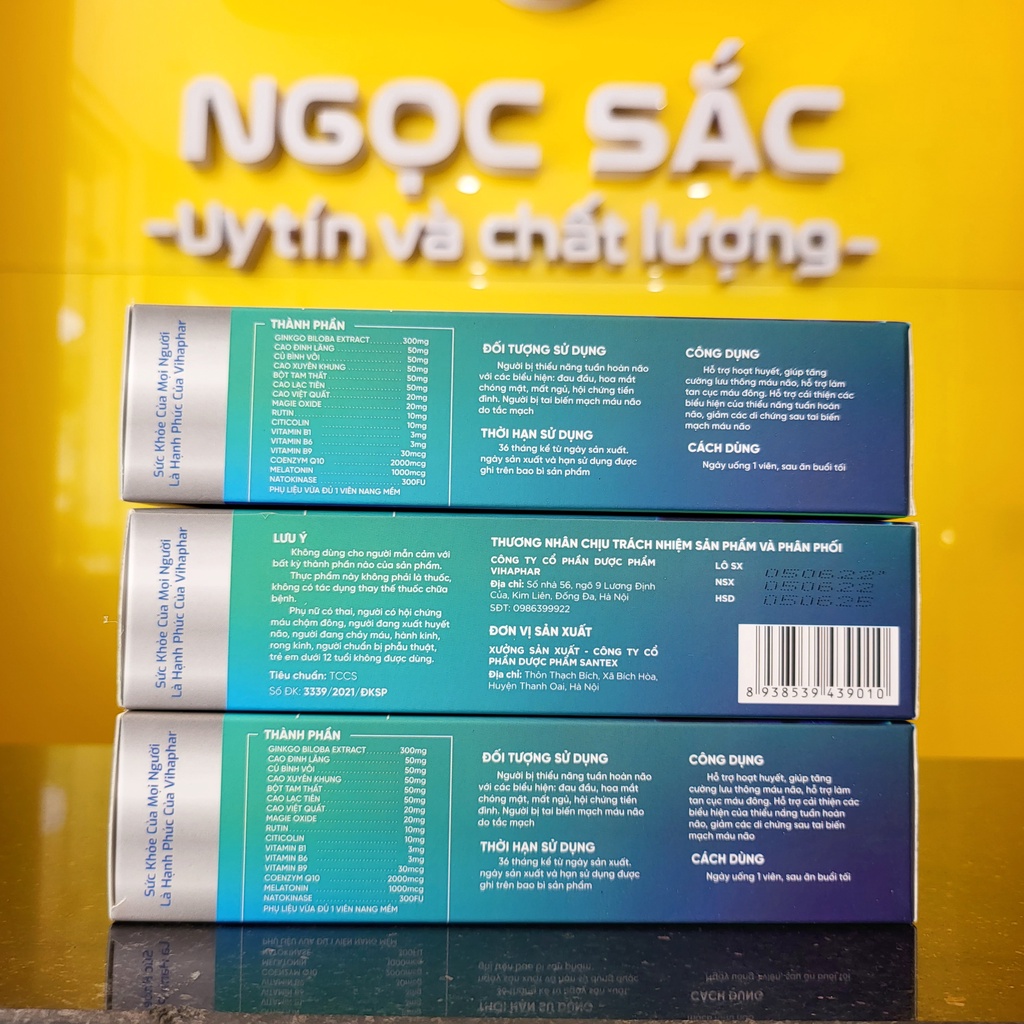 NGỌC SẮC
-Uy tín và chất lượng-
Sức Khỏe Của Mọi Người
Là Hạnh Phúc Của Vihaphar
THÀNH PHẦN
GINKGO BILOBA EXTRACT 300mg
CAO ĐINH LĂNG 50mg
CỦ BÌNH VÔI 50mg
CAO XUYÊN KHUNG 50mg
BỘT TAM THẤT 50mg
CAO LẠC TIÊN 50mg
CAO VIỆT QUẤT 20mg
MAGIE OXIDE 20mg
RUTIN 10mg
CITICOLIN 10mg
VITAMIN B1 3mg
VITAMIN B6 3mg
VITAMIN B9 30mcg
COENZYM Q10 2000mcg
MELATONIN 1000mcg
NATOKINASE 300FU
PHỤ LIỆU VỪA ĐỦ 1 VIÊN NANG MỀM
ĐỐI TƯỢNG SỬ DỤNG
Người bị thiểu năng tuần hoàn não
với các biểu hiện: đau đầu, hoa mắt
chóng mặt, mất ngủ, hội chứng tiền
đình. Người bị tai biến mạch máu não
do tắc mạch
THỜI HẠN SỬ DỤNG
36 tháng kể từ ngày sản xuất.
ngày sản xuất và hạn sử dụng được
ghi trên bao bì sản phẩm
CÔNG DỤNG
Hỗ trợ hoạt huyết, giúp tăng
cường lưu thông máu não, hỗ trợ làm
tan cục máu đông. Hỗ trợ cải thiện các
biểu hiện của thiểu năng tuần hoàn
não, giảm các di chứng sau tai biến
mạch máu não
CÁCH DÙNG
Ngày uống 1 viên, sau ăn buổi tối
Sức Khỏe Của Mọi Người
Là Hạnh Phúc Của Vihaphar
LƯU Ý
Không dùng cho người mẫn cảm với
bất kỳ thành phần nào của sản phẩm.
Thực phẩm này không phải là thuốc,
không có tác dụng thay thế thuốc chữa
bệnh.
Phụ nữ có thai, người có hội chứng
máu chậm đông, người đang xuất huyết
não, người đang chảy máu, hành kinh,
rong kinh, người chuẩn bị phẫu thuật,
trẻ em dưới 12 tuổi không được dùng.
Tiêu chuẩn: TCCS
Số ĐK: 3339/2021/ĐKSP
THƯƠNG NHÂN CHỊU TRÁCH NHIỆM SẢN PHẨM VÀ PHÂN PHỐI
CÔNG TY CỔ PHẦN DƯỢC PHẨM
VIHAPHAR
Địa chỉ: Số nhà 56, ngõ 9 Lương Định
Của, Kim Liên, Đống Đa, Hà Nội
SĐT: 0986399922
ĐƠN VỊ SẢN XUẤT
XƯỞNG SẢN XUẤT - CÔNG TY CỔ
PHẦN DƯỢC PHẨM SANTEX
Địa chỉ: Thôn Thạch Bích, Xã Bích Hòa,
Huyện Thanh Oai, Hà Nội
LÔ SX 050622
NSX 050622
HSD 050625
8 938539 439010
Sức Khỏe Của Mọi Người
Là Hạnh Phúc Của Vihaphar
THÀNH PHẦN
GINKGO BILOBA EXTRACT 300mg
CAO ĐINH LĂNG 50mg
CỦ BÌNH VÔI 50mg
CAO XUYÊN KHUNG 50mg
BỘT TAM THẤT 50mg
CAO LẠC TIÊN 50mg
CAO VIỆT QUẤT 20mg
MAGIE OXIDE 20mg
RUTIN 10mg
CITICOLIN 10mg
VITAMIN B1 3mg
VITAMIN B6 3mg
VITAMIN B9 30mcg
COENZYM Q10 2000mcg
MELATONIN 1000mcg
NATOKINASE 300FU
PHỤ LIỆU VỪA ĐỦ 1 VIÊN NANG MỀM
ĐỐI TƯỢNG SỬ DỤNG
Người bị thiểu năng tuần hoàn não
với các biểu hiện: đau đầu, hoa mắt
chóng mặt, mất ngủ, hội chứng tiền
đình. Người bị tai biến mạch máu não
do tắc mạch
THỜI HẠN SỬ DỤNG
36 tháng kể từ ngày sản xuất.
ngày sản xuất và hạn sử dụng được
ghi trên bao bì sản phẩm
CÔNG DỤNG
Hỗ trợ hoạt huyết, giúp tăng
cường lưu thông máu não, hỗ trợ làm
tan cục máu đông. Hỗ trợ cải thiện các
biểu hiện của thiểu năng tuần hoàn
não, giảm các di chứng sau tai biến
mạch máu não
CÁCH DÙNG
Ngày uống 1 viên, sau ăn buổi tối